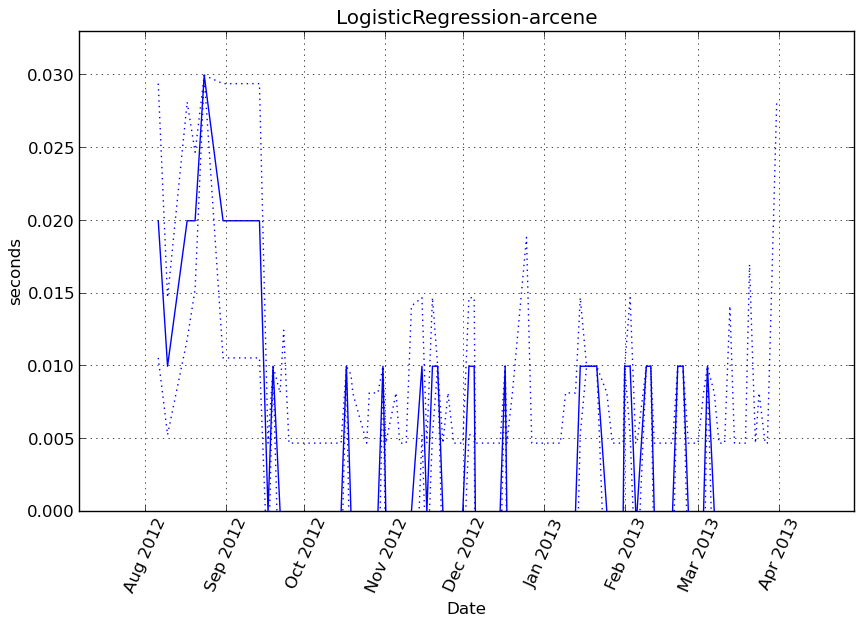 LogisticRegression-arcene
0.030
0.025
0.020
0.015
0.010
0.005
0.000
seconds
Aug 2012
Sep 2012
Oct 2012
Nov 2012
Dec 2012
Jan 2013
Feb 2013
Mar 2013
Apr 2013
Date